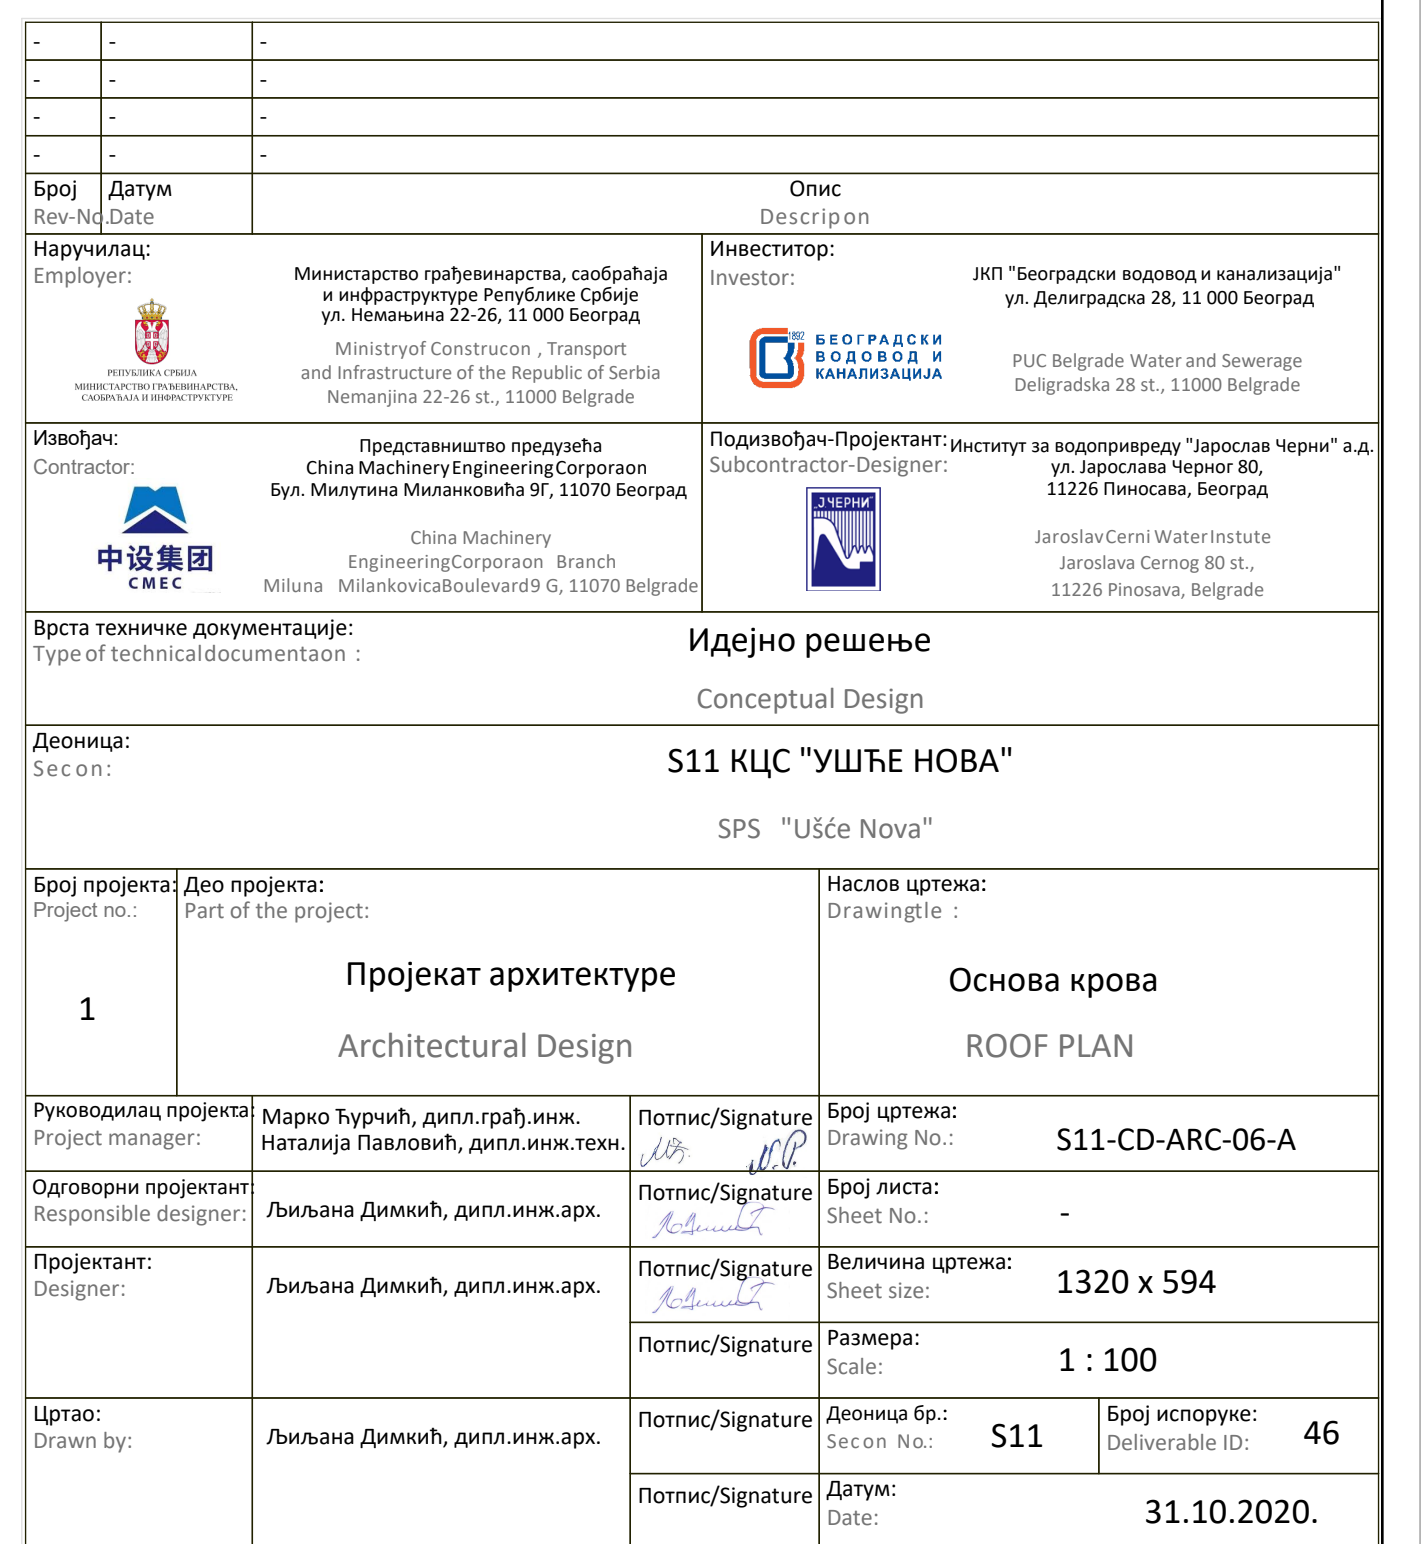 - - -
- - -
- - -
- - -
Број Датум Опис
Rev-No. Date Descrip on
Наручилац:
Employer:
Министарство грађевинарства, саобраћаја
и инфраструктуре Републике Србије
ул. Немањина 22-26, 11 000 Београд
Ministryof Construcon , Transport
and Infrastructure of the Republic of Serbia
Nemanjina 22-26 st., 11000 Belgrade
РЕПУБЛИКА СРБИЈА
МИНИСТАРСТВО ГРАЂЕВИНАРСТВА,
САОБРАЋАЈА И ИНФРАСТРУКТУРЕ
Инвеститор:
Investor:
ЈКП "Београдски водовод и канализација"
ул. Делиградска 28, 11 000 Београд
1892
БЕОГРАДСКИ
ВОДОВОД И
КАНАЛИЗАЦИЈА
PUC Belgrade Water and Sewerage
Deligradska 28 st., 11000 Belgrade
Извођач:
Contractor:
Представништво предузећа
China Machinery Engineering Corporaon
Бул. Милутина Миланковића 9Г, 11070 Београд
中设集团
CMEC
China Machinery
EngineeringCorporaon Branch
Miluna MilankovicaBoulevard9 G, 11070 Belgrade
Подизвођач-Пројектант:
Subcontractor-Designer:
Институт за водопривреду "Јарослав Черни" а.д.
ул. Јарослава Черног 80,
11226 Пиносава, Београд
"Ј ЧЕРНИ"
Jaroslav Cerni Water Instute
Jaroslava Cernog 80 st.,
11226 Pinosava, Belgrade
Врста техничке документације:
Type of technicaldocumentaon :
Идејно решење
Conceptual Design
Деоница:
Sec on:
S11 КЦС "УШЋЕ НОВА"
SPS "Ušće Nova"
Број пројекта:
Project no.:
1
Део пројекта:
Part of the project:
Пројекат архитектуре
Architectural Design
Наслов цртежа:
Drawingtle :
Основа крова
ROOF PLAN
Руководилац пројекта:
Project manager:
Марко Ћурчић, дипл.грађ.инж.
Наталија Павловић, дипл.инж.техн.
Потпис/Signature
Број цртежа:
Drawing No.:
S11-CD-ARC-06-A
Одговорни пројектант:
Responsible designer:
Љиљана Димкић, дипл.инж.арх.
Потпис/Signature
Број листа:
Sheet No.:
-
Пројектант:
Designer:
Љиљана Димкић, дипл.инж.арх.
Потпис/Signature
Величина цртежа:
Sheet size:
1320 x 594
Потпис/Signature
Размера:
Scale:
1 : 100
Цртао:
Drawn by:
Љиљана Димкић, дипл.инж.арх.
Потпис/Signature
Деоница бр.:
Sec on No.:
S11
Број испоруке:
Deliverable ID:
46
Потпис/Signature
Датум:
Date:
31.10.2020.